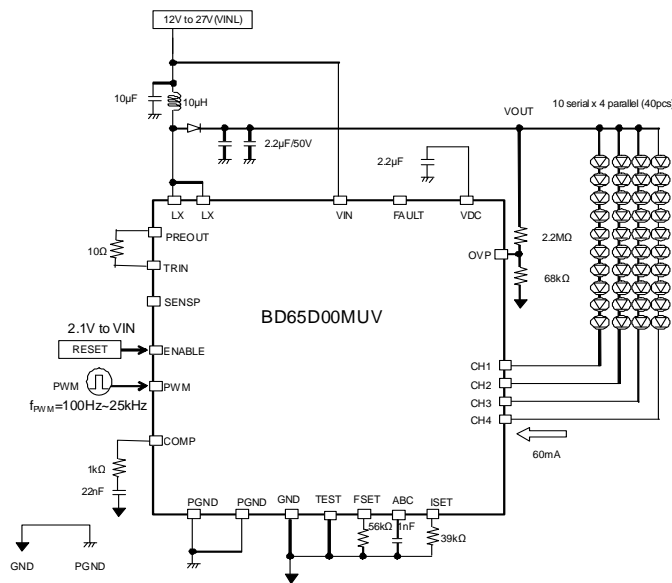 12V to 27V(VINL)
10µF
10µH
2.2µF/50V
VOUT
10 serial x 4 parallel (40pcs)
2.2µF
LX
LX
VIN
FAULT
VDC
PREOUT
10Ω
TRIN
SENSP
OVP
2.2MΩ
68kΩ
BD65D00MUV
2.1V to VIN
RESET
ENABLE
PWM
PWM
fPWM=100Hz~25kHz
COMP
1kΩ
22nF
CH1
CH2
CH3
CH4
60mA
PGND
PGND
GND
TEST
FSET
ABC
ISET
56kΩ
1nF
39kΩ
GND
PGND